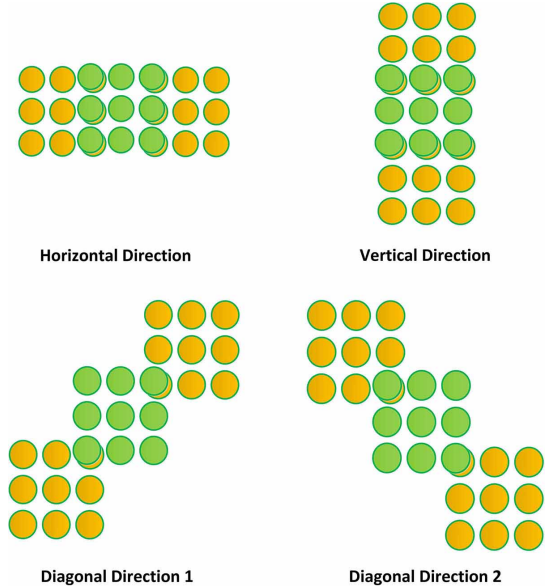 Horizontal Direction
Vertical Direction
Diagonal Direction 1
Diagonal Direction 2